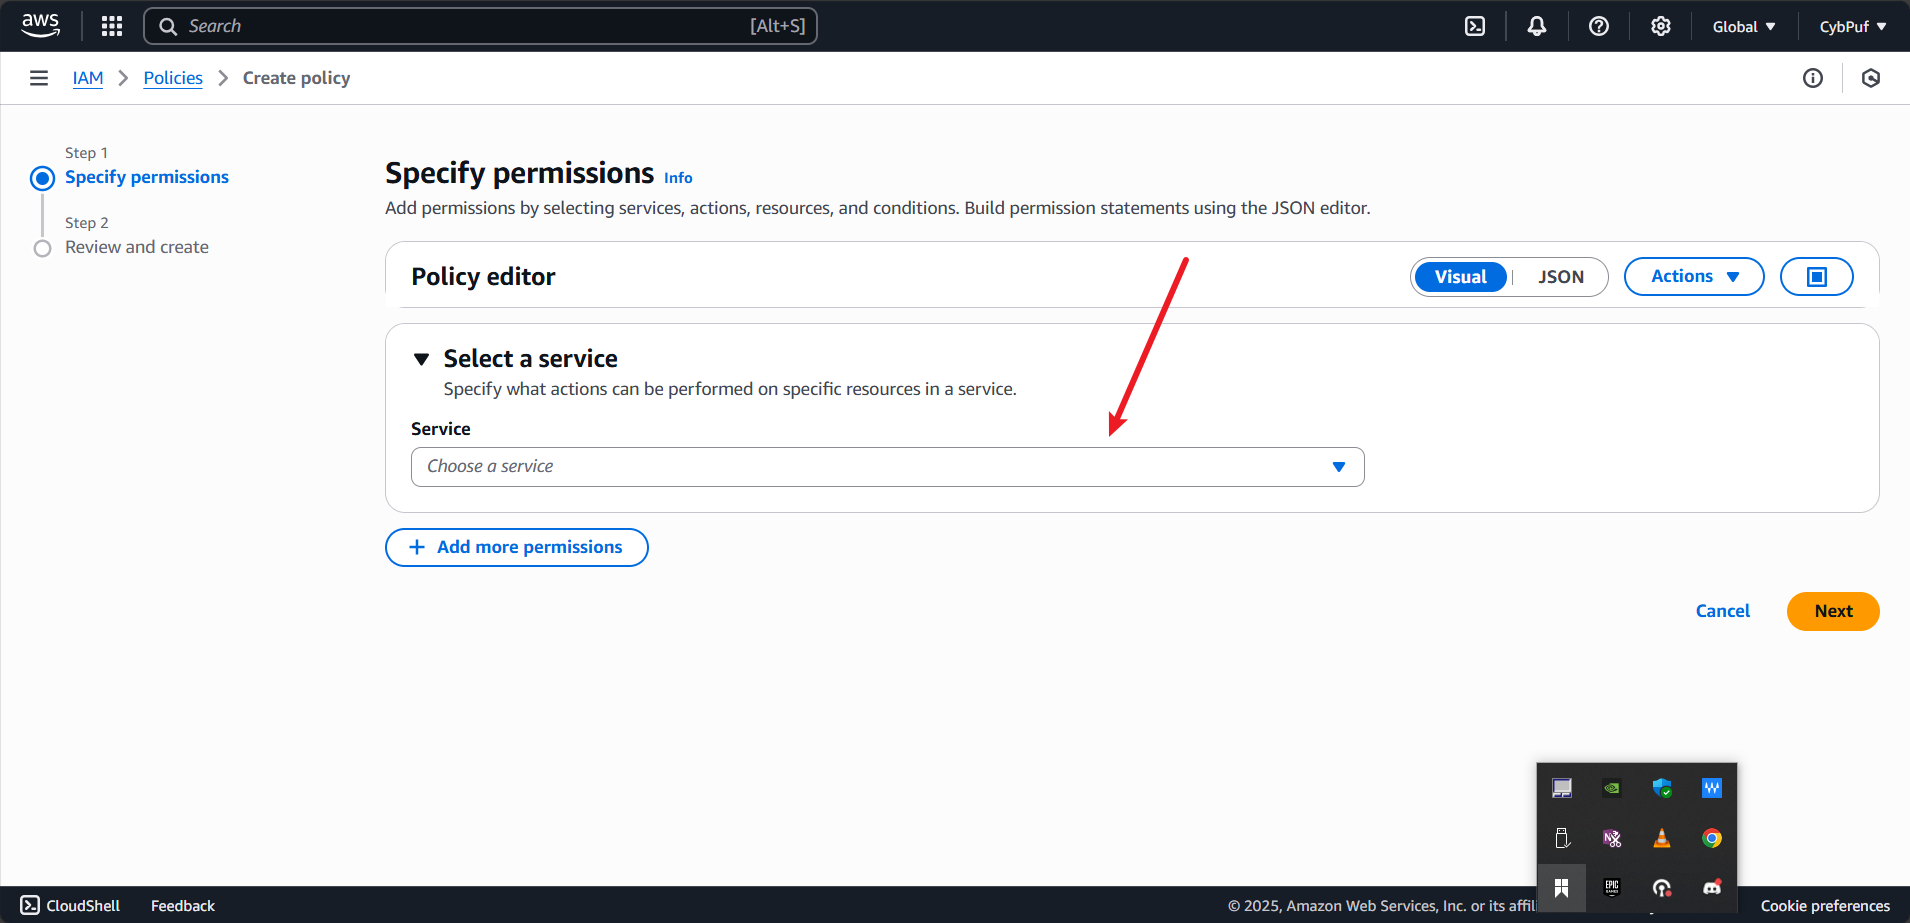 aws
Search [Alt+S]
Global
CybPuf
IAM
Policies
Create policy
Step 1
Specify permissions
Step 2
Review and create
Specify permissions Info
Add permissions by selecting services, actions, resources, and conditions. Build permission statements using the JSON editor.
Policy editor
Visual
JSON
Actions
Select a service
Specify what actions can be performed on specific resources in a service.
Service
Choose a service
Add more permissions
Cancel
Next
EPIC
GAMES
CloudShell
Feedback
© 2025, Amazon Web Services, Inc. or its affil
Cookie preferences